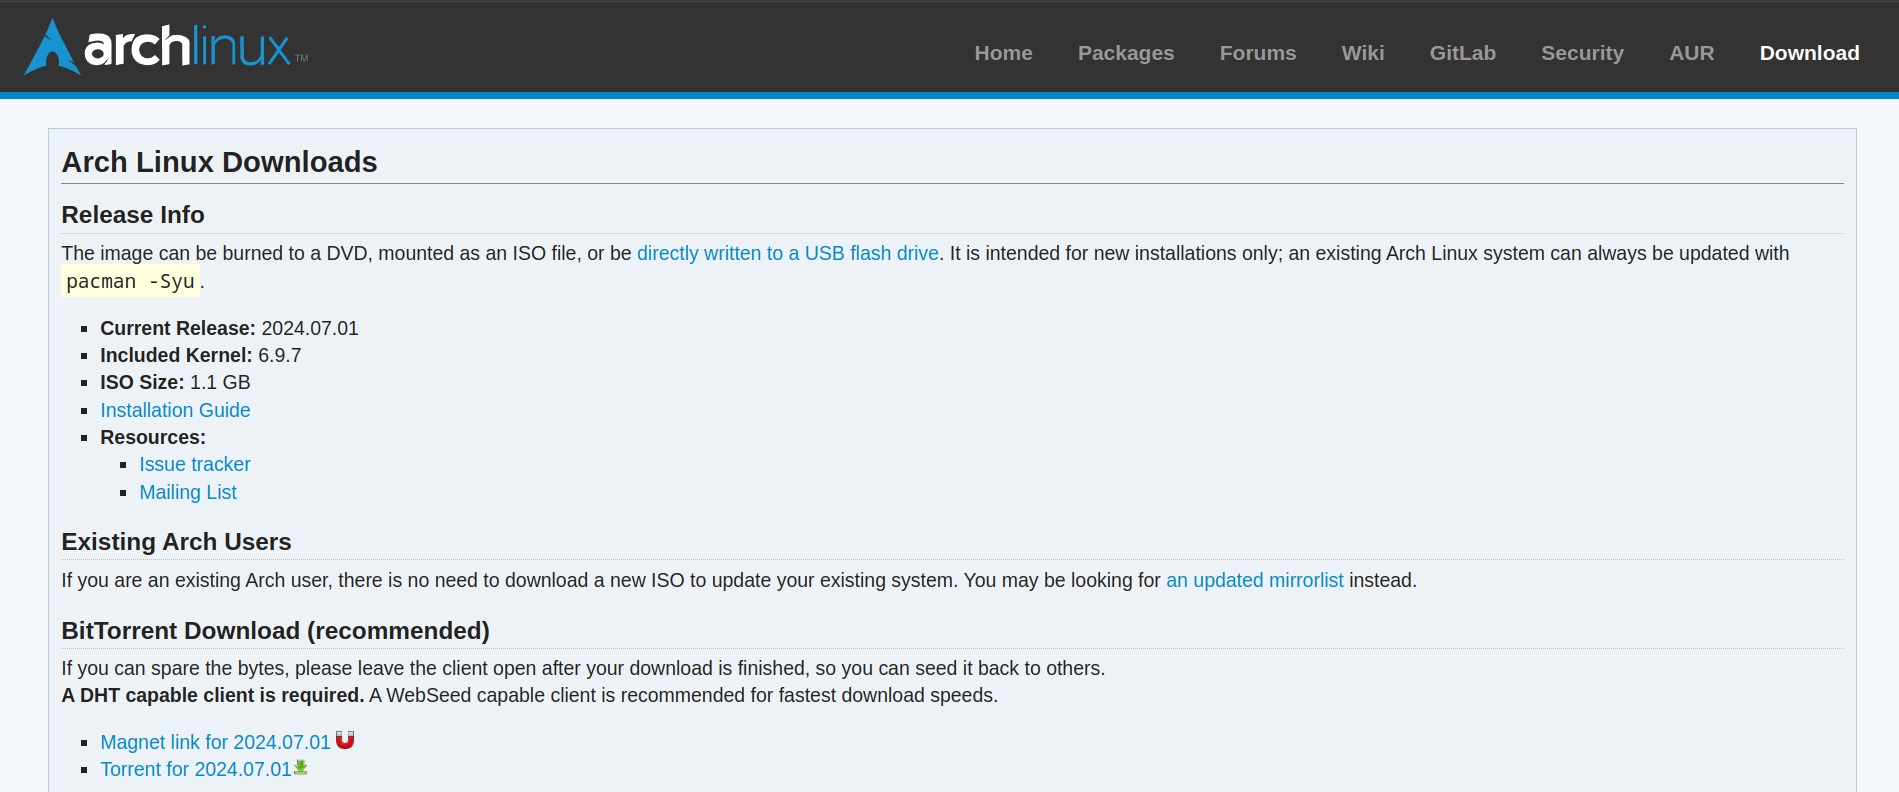 archlinux™
Home Packages Forums Wiki GitLab Security AUR Download
Arch Linux Downloads
Release Info
The image can be burned to a DVD, mounted as an ISO file, or be directly written to a USB flash drive. It is intended for new installations only; an existing Arch Linux system can always be updated with
pacman -Syu.
Current Release: 2024.07.01
Included Kernel: 6.9.7
ISO Size: 1.1 GB
Installation Guide
Resources:
Issue tracker
Mailing List
Existing Arch Users
If you are an existing Arch user, there is no need to download a new ISO to update your existing system. You may be looking for an updated mirrorlist instead.
BitTorrent Download (recommended)
If you can spare the bytes, please leave the client open after your download is finished, so you can seed it back to others.
A DHT capable client is required. A WebSeed capable client is recommended for fastest download speeds.
Magnet link for 2024.07.01
Torrent for 2024.07.01